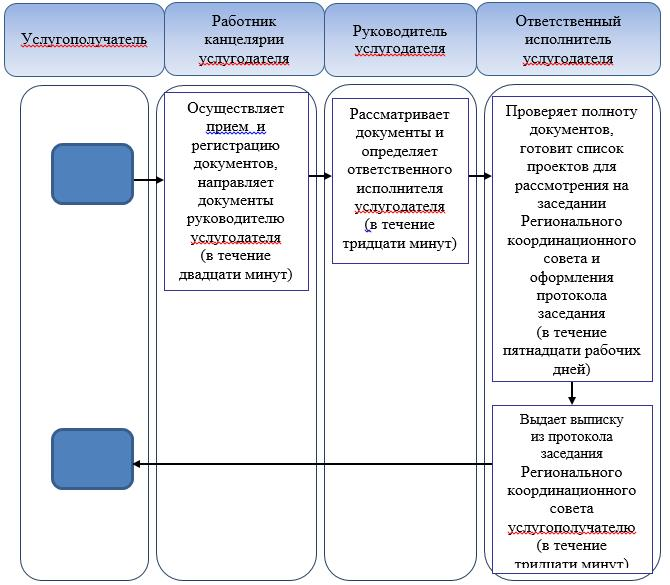 Услугополучатель
Работник
канцелярии
услугодателя
Руководитель
услугодателя
Ответственный
исполнитель
услугодателя
Осуществляет
прием и
регистрацию
документов,
направляет
документы
руководителю
услугодателя
(в течение
двадцати минут)
Рассматривает
документы и
определяет
ответственного
исполнителя
услугодателя
(в течение
тридцати минут)
Проверяет полноту
документов,
готовит список
проектов для
рассмотрения на
заседании
Регионального
координационного
совета и
оформления
протокола
заседания
(в течение
пятнадцати рабочих
дней)
Выдает выписку
из протокола
заседания
Регионального
координационного
совета
услугополучателю
(в течение
тридцати минут)